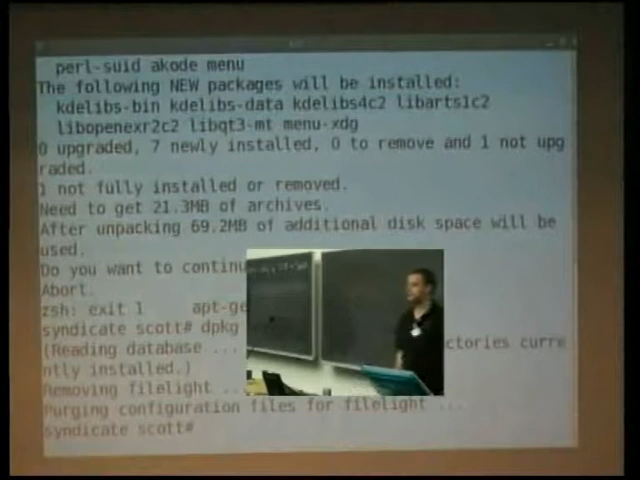 perl-suid akode menu
The following NEW packages will be installed:
kdelibs-bin kdelibs-data kdelibs4c2 libarts1c2
libopenexr2c2 libqt3-mt menu-xdg
0 upgraded, 7 newly installed, 0 to remove and 1 not upg
raded.
1 not fully installed or removed.
Need to get 21.3MB of archives.
After unpacking 69.2MB of additional disk space will be
used.
Do you want to continu
Abort.
zsh: exit 1 apt-ge
syndicate scott# dpkg
(Reading database ... ctories curre
ntly installed.)
Removing filelight ...
Purging configuration files for filelight ...
syndicate scott#